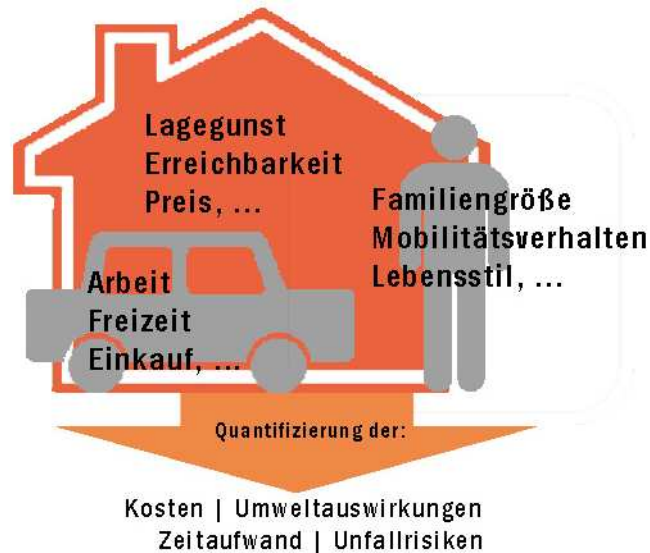 Lagegunst
Erreichbarkeit
Preis, ...
Familiengröße
Mobilitätsverhalten
Lebensstil, ...
Arbeit
Freizeit
Einkauf, ...
Quantifizierung der:
Kosten | Umweltauswirkungen
Zeitaufwand | Unfallrisiken